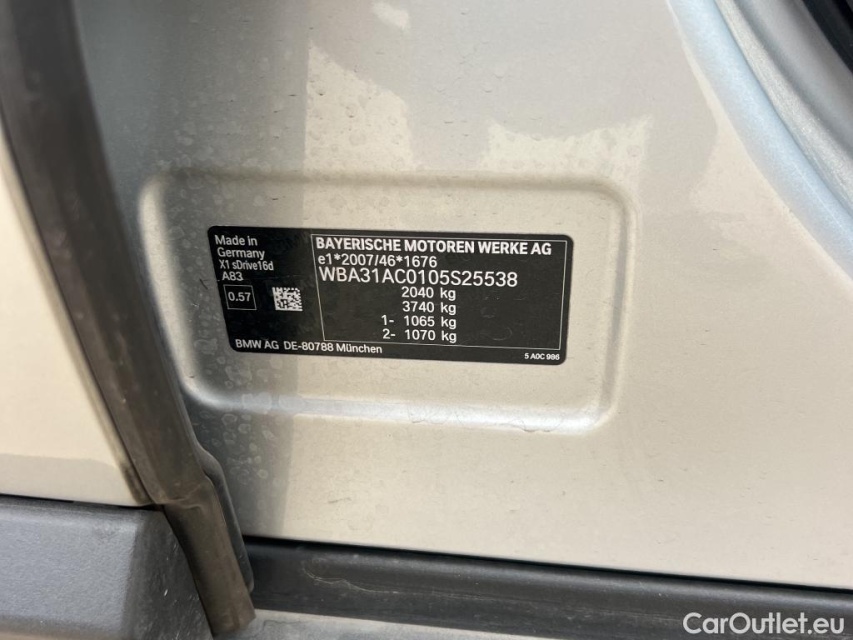 Made in
Germany
X1 sDrive16d
A83
0.57
BMW AG DE-80788 München
BAYERISCHE MOTOREN WERKE AG
e1*2007/46*1676
WBA31AC0105S25538
2040 kg
3740 kg
1- 1065 kg
2- 1070 kg
5 A0C 986
CarOutlet.eu